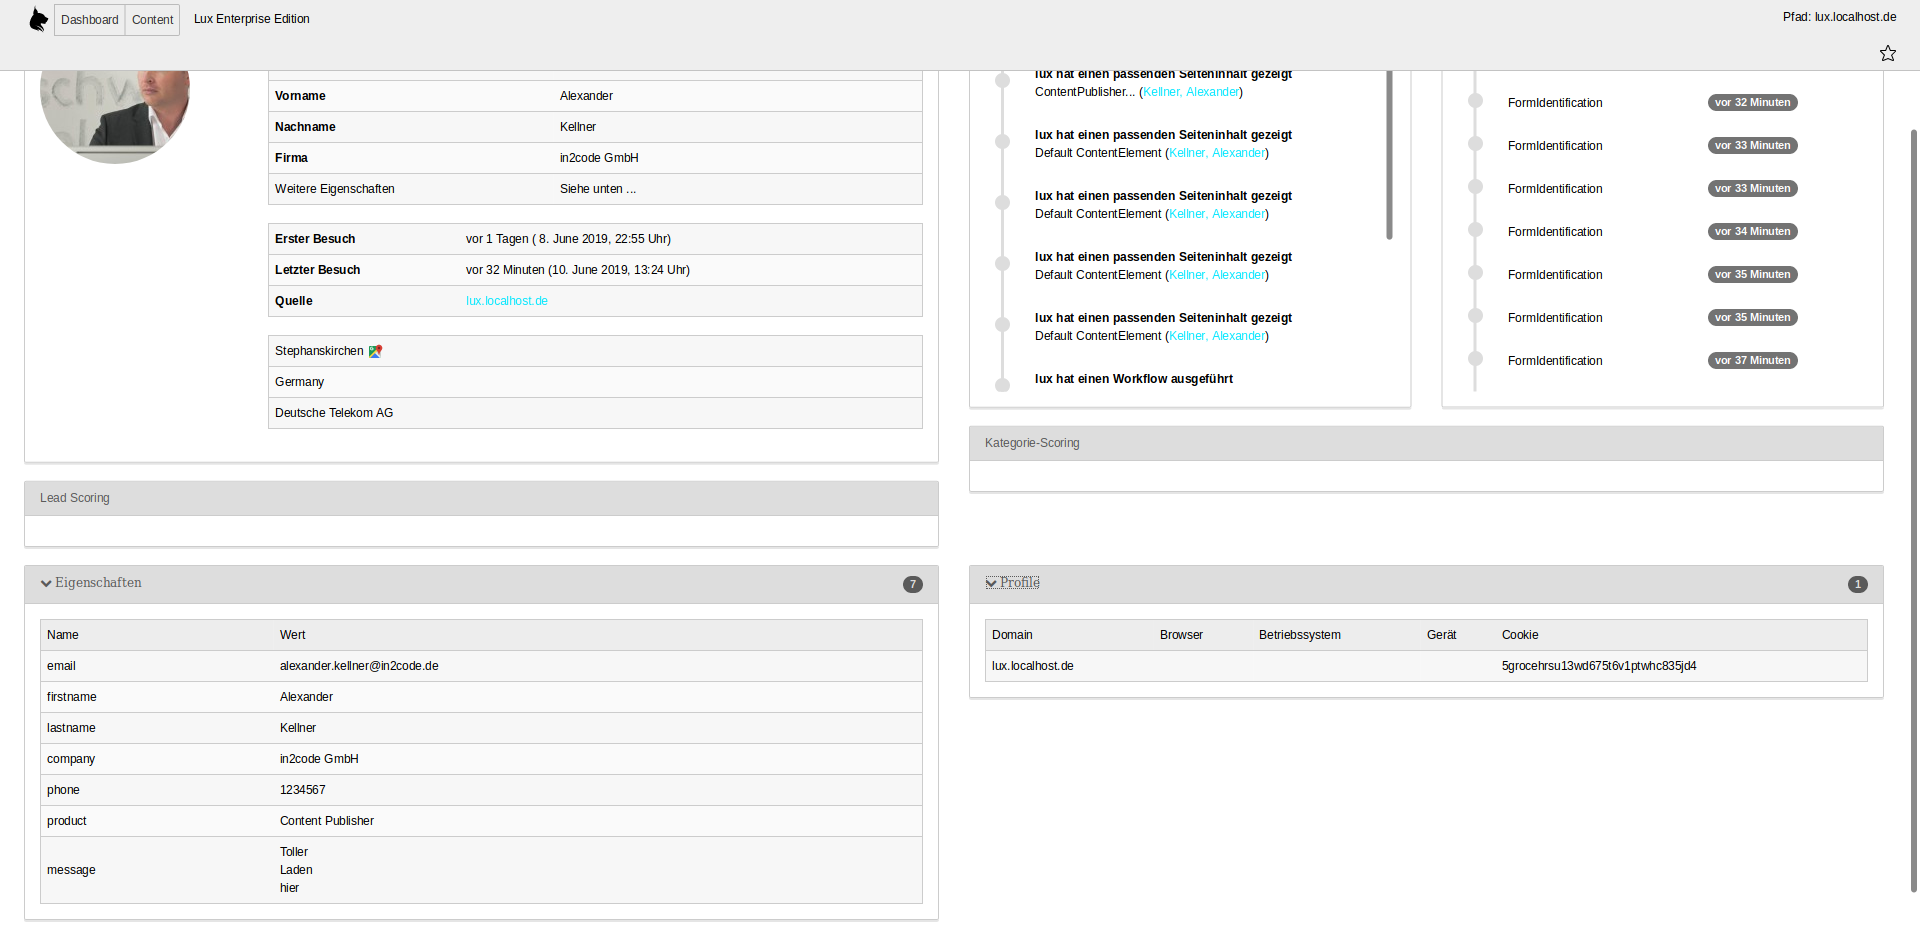 Dashboard Content Lux Enterprise Edition Pfad: lux.localhost.de
Vorname Alexander
Nachname Kellner
Firma in2code GmbH
Weitere Eigenschaften Siehe unten ...
Erster Besuch vor 1 Tagen ( 8. June 2019, 22:55 Uhr)
Letzter Besuch vor 32 Minuten (10. June 2019, 13:24 Uhr)
Quelle lux.localhost.de
Stephanskirchen
Germany
Deutsche Telekom AG
lux hat einen passenden Seiteninhalt gezeigt
ContentPublisher... (Kellner, Alexander)
lux hat einen passenden Seiteninhalt gezeigt
Default ContentElement (Kellner, Alexander)
lux hat einen passenden Seiteninhalt gezeigt
Default ContentElement (Kellner, Alexander)
lux hat einen passenden Seiteninhalt gezeigt
Default ContentElement (Kellner, Alexander)
lux hat einen passenden Seiteninhalt gezeigt
Default ContentElement (Kellner, Alexander)
lux hat einen Workflow ausgeführt
FormIdentification vor 32 Minuten
FormIdentification vor 33 Minuten
FormIdentification vor 33 Minuten
FormIdentification vor 34 Minuten
FormIdentification vor 35 Minuten
FormIdentification vor 35 Minuten
FormIdentification vor 37 Minuten
Kategorie-Scoring
Lead Scoring
Eigenschaften 7
Name Wert
email alexander.kellner@in2code.de
firstname Alexander
lastname Kellner
company in2code GmbH
phone 1234567
product Content Publisher
message Toller
Laden
hier
Profile 1
Domain Browser Betriebssystem Gerät Cookie
lux.localhost.de 5grocehrsu13wd675t6v1ptwhc835jd4